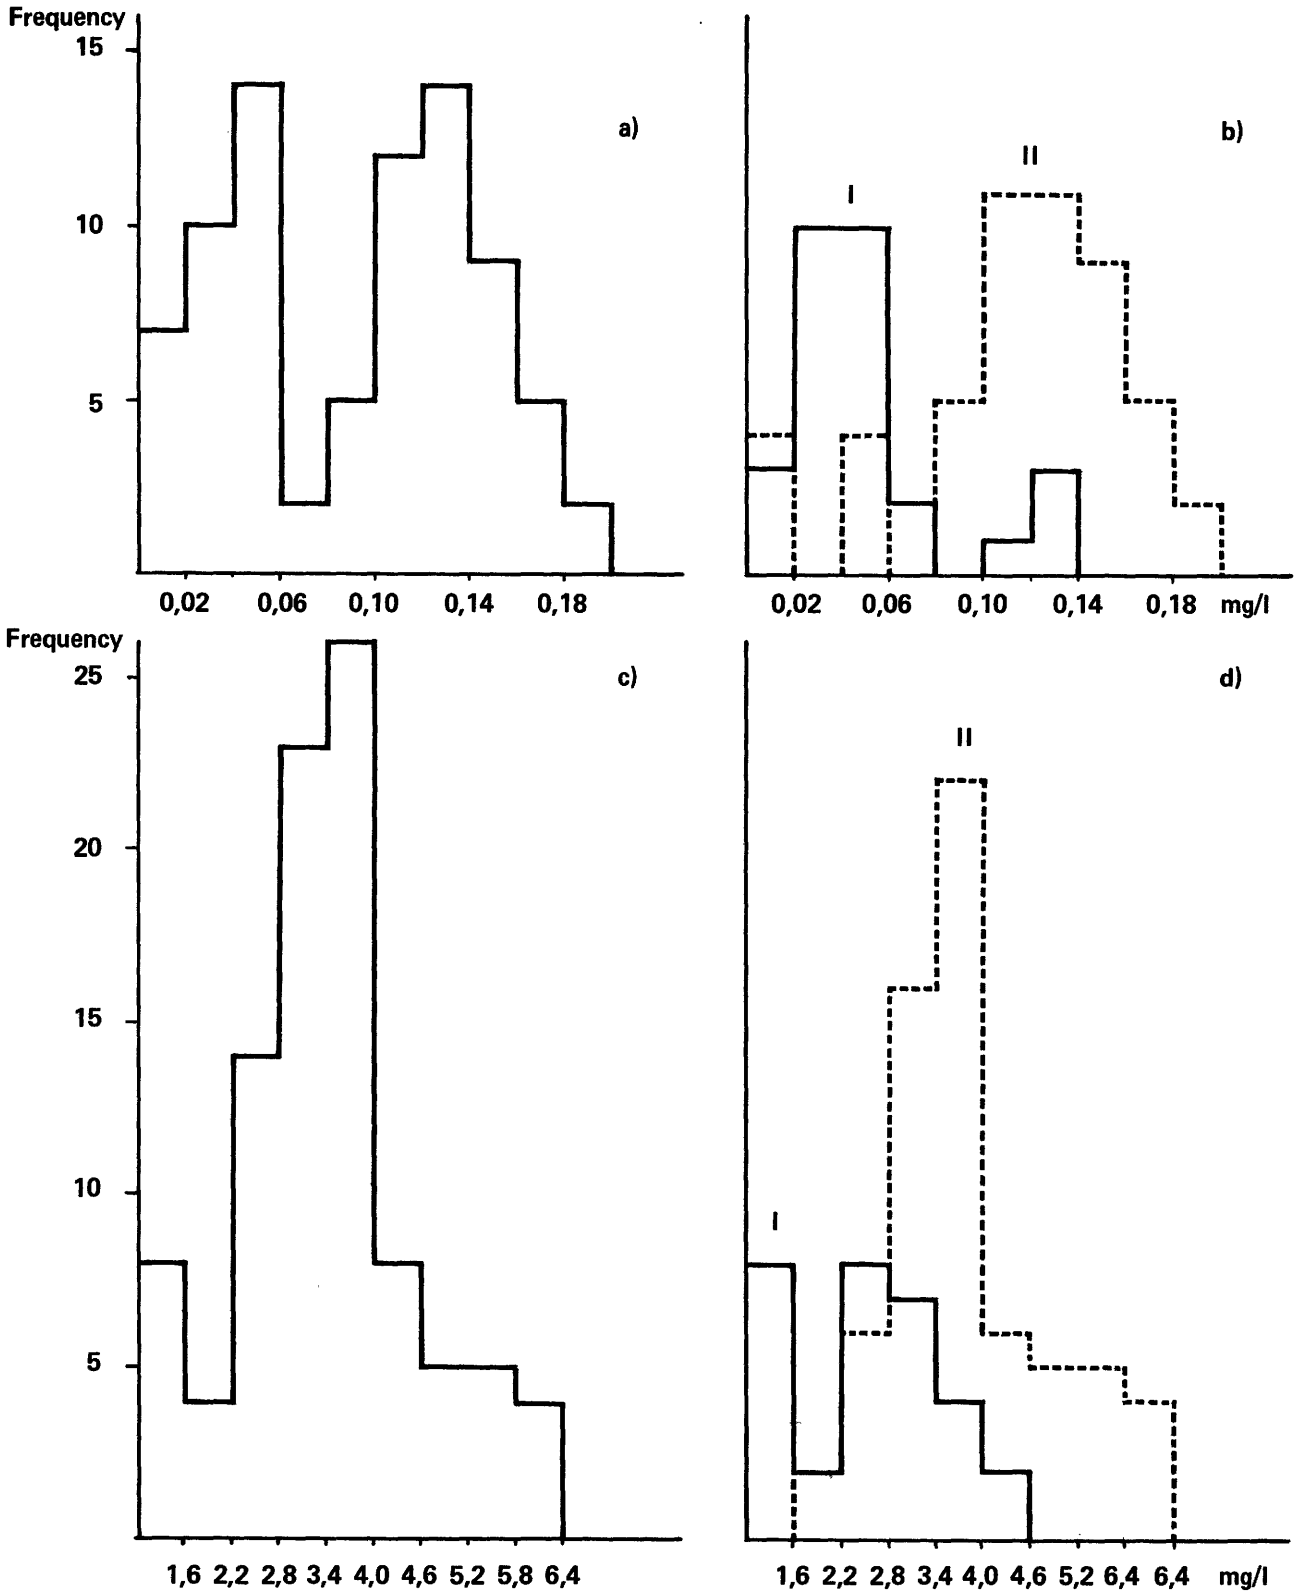 Frequency
15
10
5
a)
0,02 0,06 0,10 0,14 0,18
b)
I
II
0,02 0,06 0,10 0,14 0,18 mg/l
Frequency
25
20
15
10
5
c)
1,6 2,2 2,8 3,4 4,0 4,6 5,2 5,8 6,4
d)
II
I
1,6 2,2 2,8 3,4 4,0 4,6 5,2 6,4 6,4 mg/l